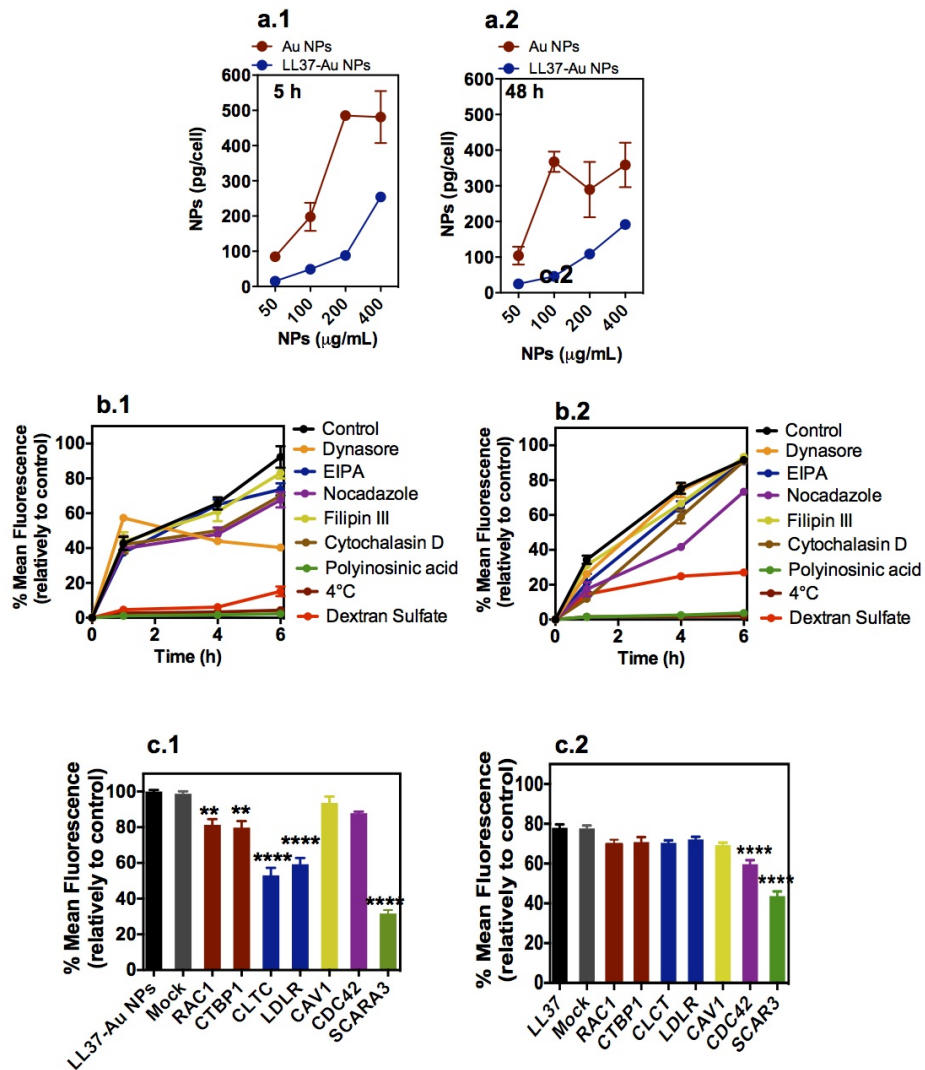 a.1
Au NPs
LL37-Au NPs
5 h
600
500
400
300
200
100
0
NPs (pg/cell)
50
100
200
400
NPs (µg/mL)
a.2
Au NPs
LL37-Au NPs
48 h
600
500
400
300
200
100
0
NPs (pg/cell)
c.2
50
100
200
400
NPs (µg/mL)
b.1
% Mean Fluorescence
(relatively to control)
100
80
60
40
20
0
0
2
4
6
Time (h)
Control
Dynasore
EIPA
Nocadazole
Filipin III
Cytochalasin D
Polyinosinic acid
4°C
Dextran Sulfate
b.2
% Mean Fluorescence
(relatively to control)
100
80
60
40
20
0
0
2
4
6
Time (h)
Control
Dynasore
EIPA
Nocadazole
Filipin III
Cytochalasin D
Polyinosinic acid
4°C
Dextran Sulfate
c.1
% Mean Fluorescence
(relatively to control)
100
80
60
40
20
0
**
**
****
****
****
LL37-Au NPs
Mock
RAC1
CTBP1
CLTC
LDLR
CAV1
CDC42
SCARA3
c.2
% Mean Fluorescence
(relatively to control)
100
80
60
40
20
0
****
****
LL37
Mock
RAC1
CTBP1
CLCT
LDLR
CAV1
CDC42
SCAR3